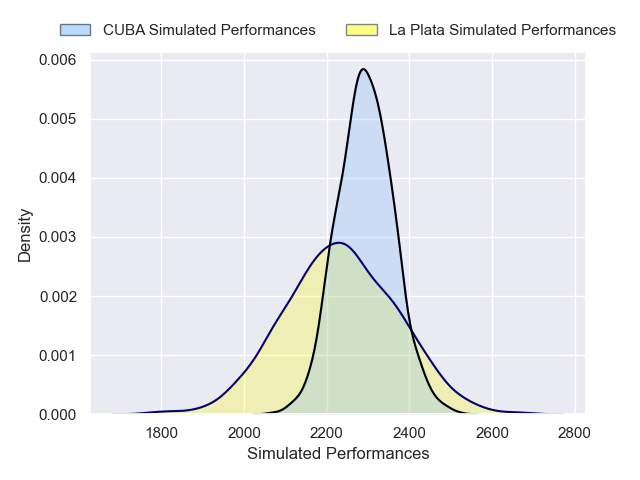 CUBA Simulated Performances La Plata Simulated Performances
0.006
0.005
0.004
0.003
0.002
0.001
0.000
Density
1800 2000 2200 2400 2600 2800
Simulated Performances